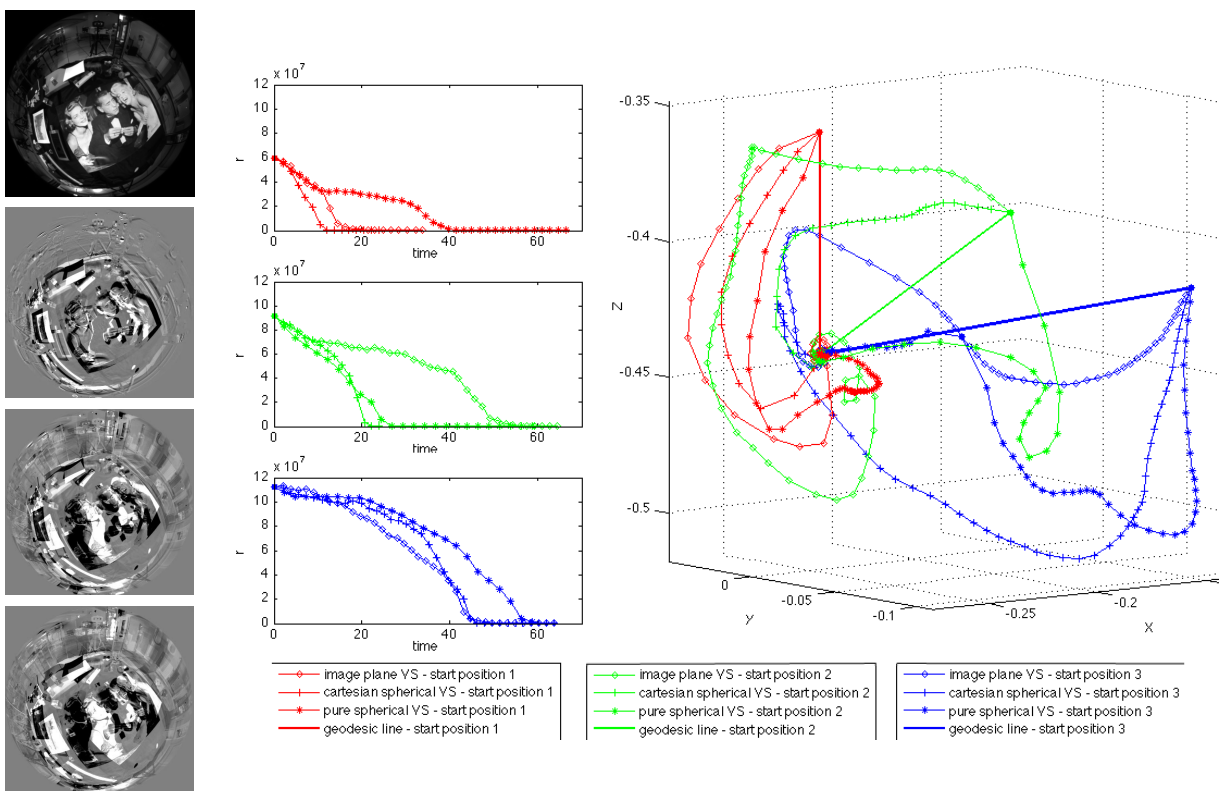 x 10^7
12
10
8
6
4
2
0
r
0 20 40 60
time
x 10^7
12
10
8
6
4
2
0
r
0 20 40 60
time
x 10^7
12
10
8
6
4
2
0
r
0 20 40 60
time
-0.35
-0.4
-0.45
-0.5
Z
0
-0.05
-0.1
Y
-0.25
-0.2
X
image plane VS - start position 1
cartesian spherical VS - start position 1
pure spherical VS - start position 1
geodesic line - start position 1
image plane VS - start position 2
cartesian spherical VS - start position 2
pure spherical VS - start position 2
geodesic line - start position 2
image plane VS - start position 3
cartesian spherical VS - start position 3
pure spherical VS - start position 3
geodesic line - start position 3